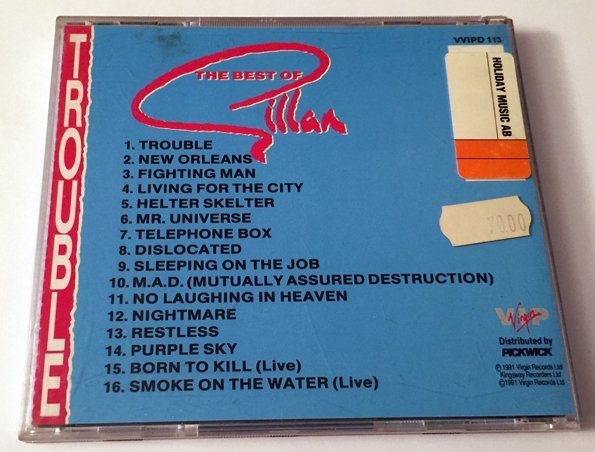 TROUBLE
VVIPD 113
THE BEST OF
Gillan
HOLIDAY MUSIC AB
1. TROUBLE
2. NEW ORLEANS
3. FIGHTING MAN
4. LIVING FOR THE CITY
5. HELTER SKELTER
6. MR. UNIVERSE
7. TELEPHONE BOX
8. DISLOCATED
9. SLEEPING ON THE JOB
10. M.A.D. (MUTUALLY ASSURED DESTRUCTION)
11. NO LAUGHING IN HEAVEN
12. NIGHTMARE
13. RESTLESS
14. PURPLE SKY
15. BORN TO KILL (Live)
16. SMOKE ON THE WATER (Live)
70.00
VIP
Virgin
Distributed by
PICKWICK
℗ 1991 Virgin Records Ltd
Kingsway Recorders Ltd
©1991 Virgin Records Ltd